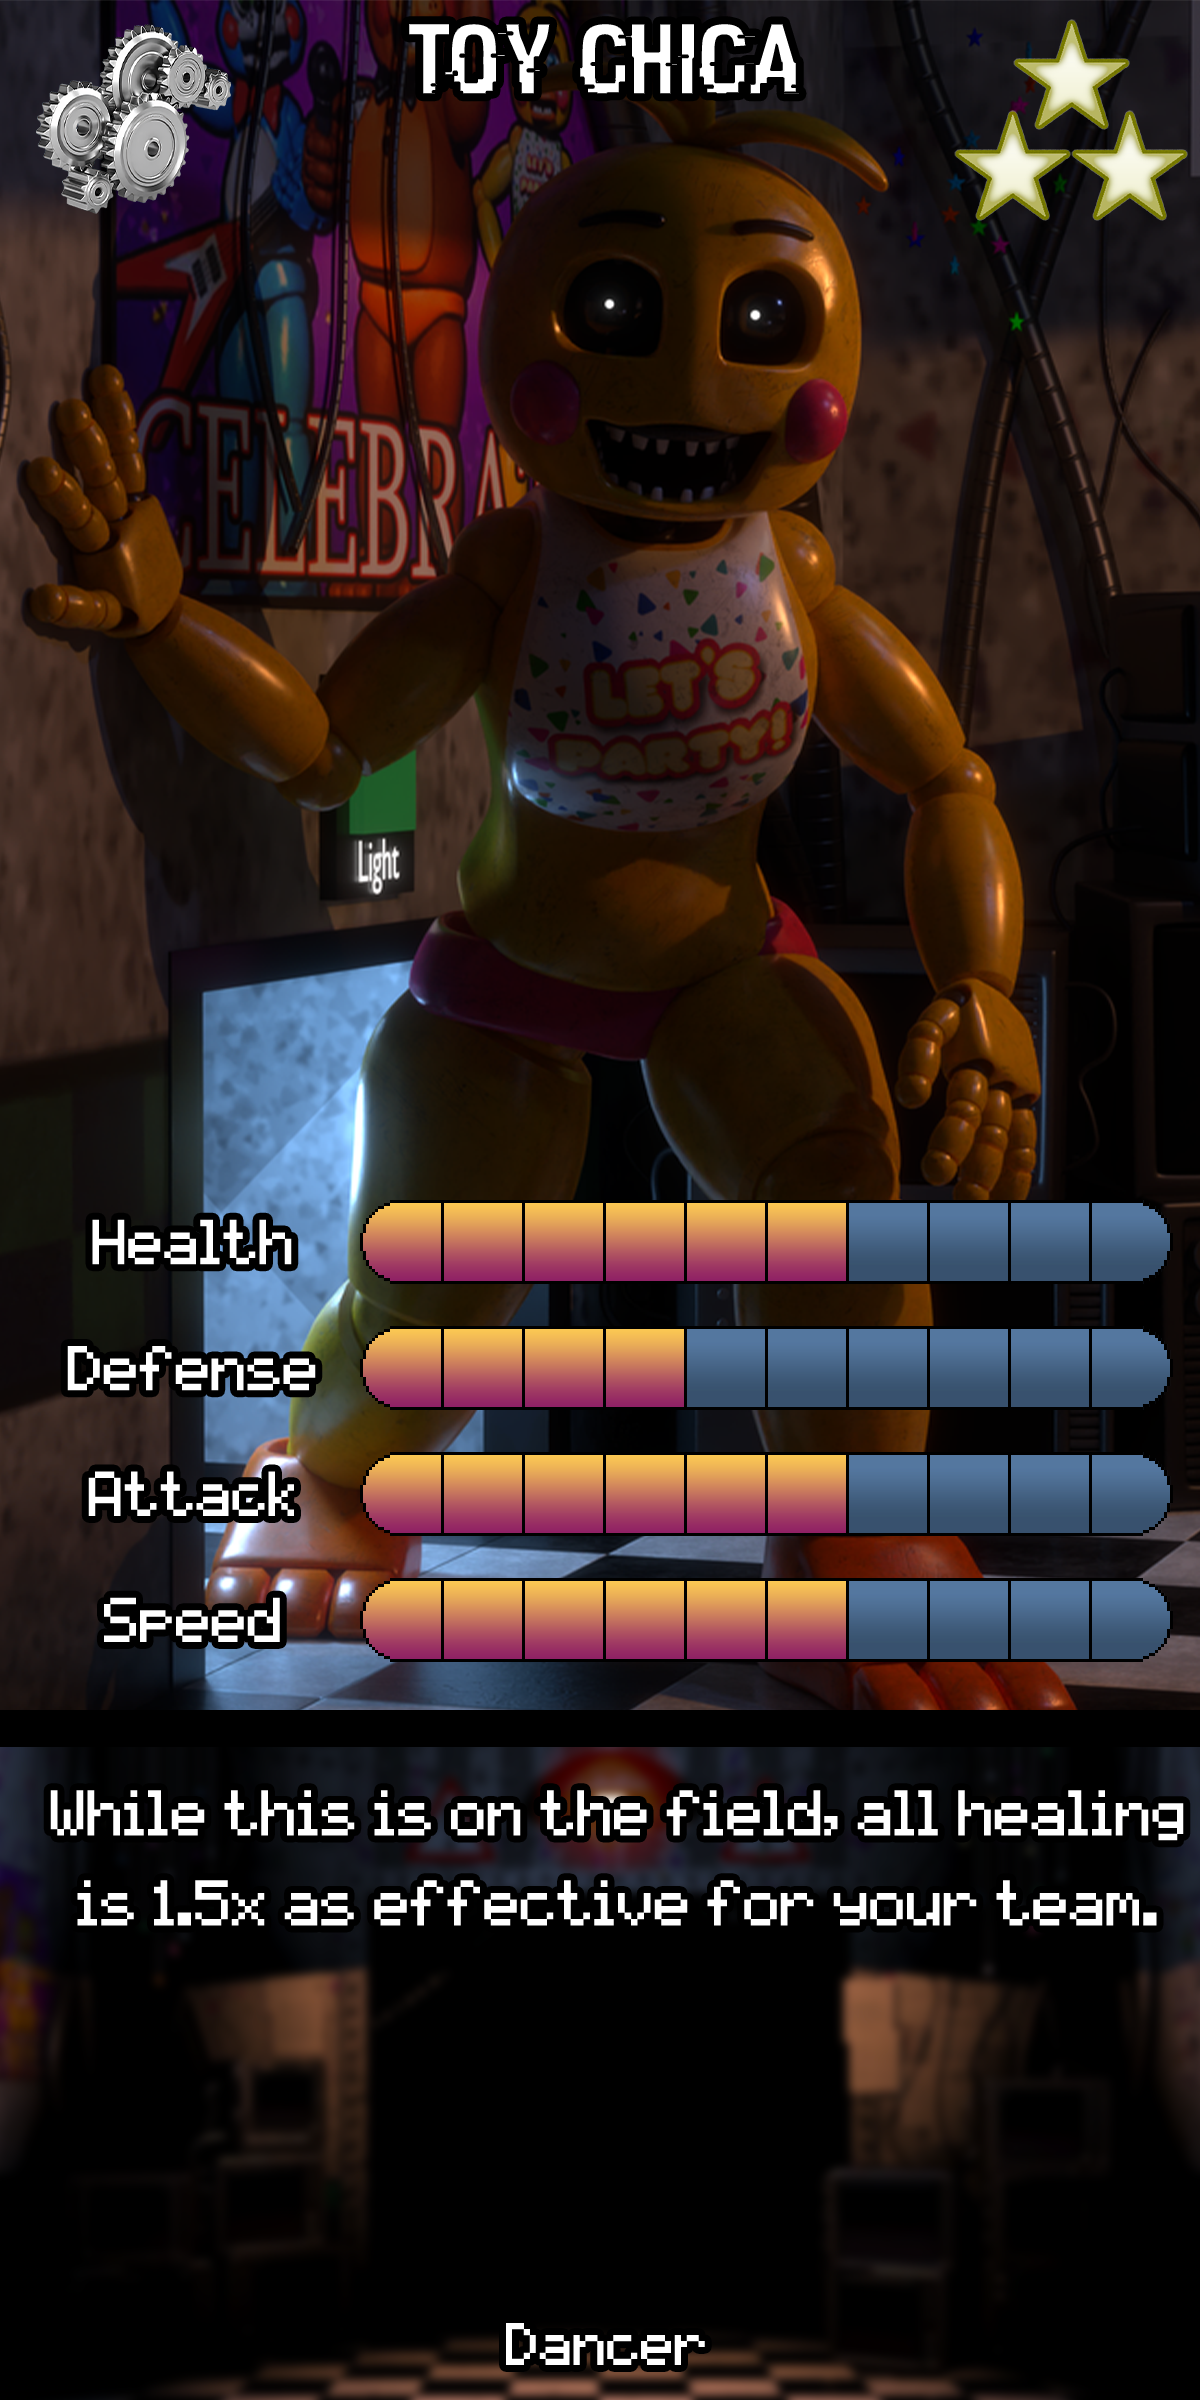 TOY CHICA
CELEBRA
LET'S
PARTY!
Light
Health
Defense
Attack
Speed
While this is on the field, all healing
is 1.5x as effective for your team.
Dancer